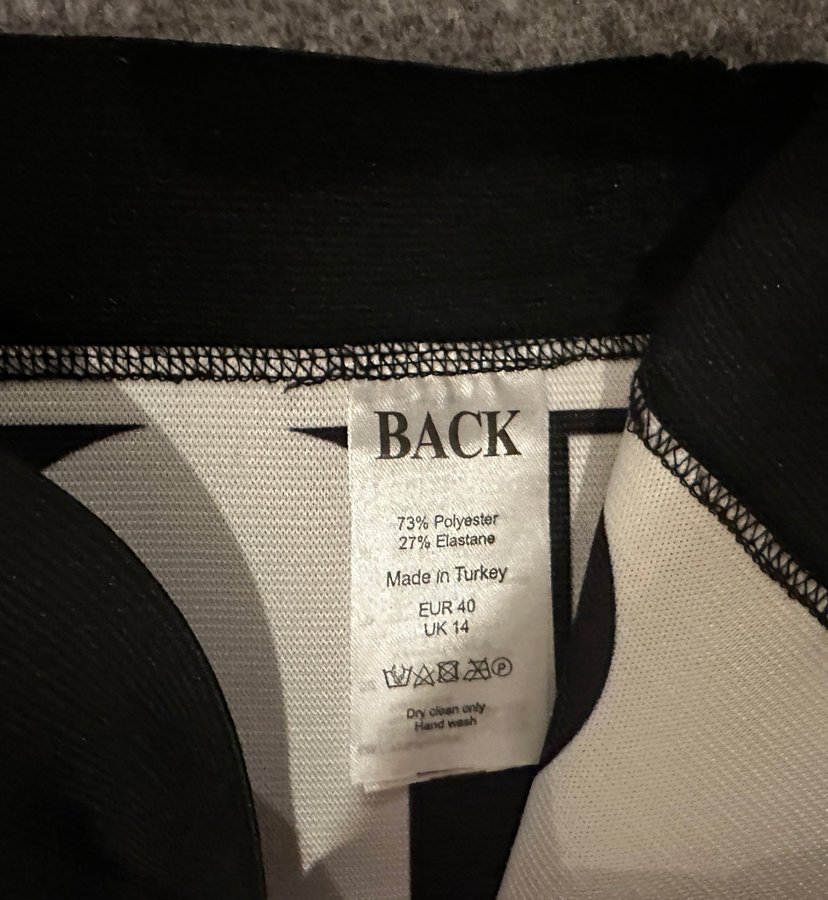 BACK
73% Polyester
27% Elastane
Made in Turkey
EUR 40
UK 14
P
Dry clean only
Hand wash